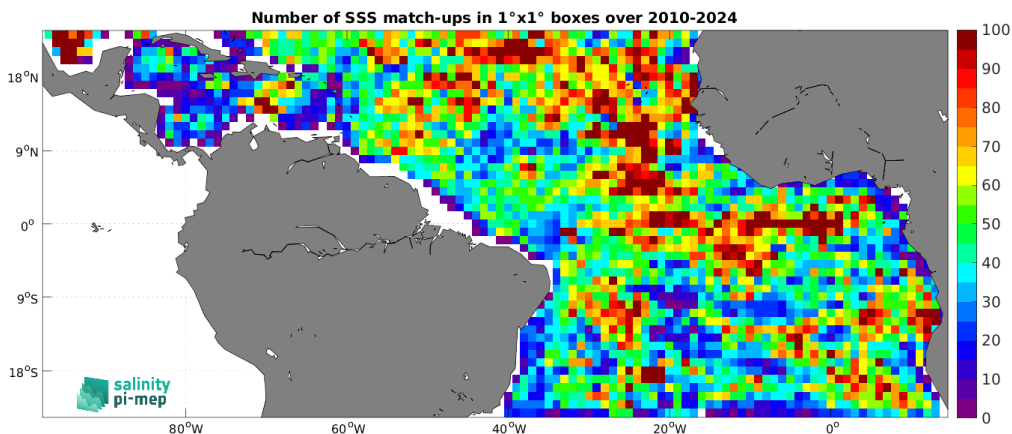 Number of SSS match-ups in 1°x1° boxes over 2010-2024
100
90
80
70
60
50
40
30
20
10
0
18°N
9°N
0°
9°S
18°S
salinity
pi-mep
80°W
60°W
40°W
20°W
0°